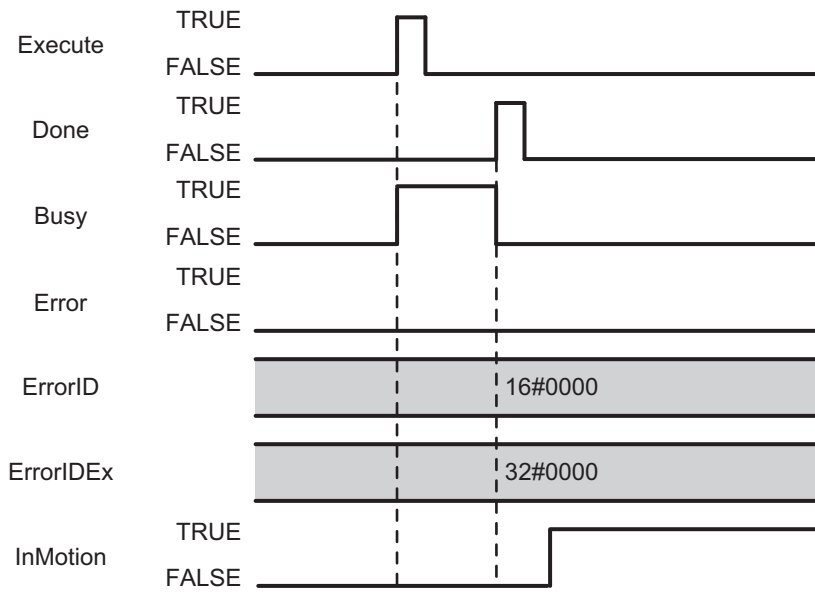 TRUE
Execute
FALSE
TRUE
Done
FALSE
TRUE
Busy
FALSE
TRUE
Error
FALSE
ErrorID 16#0000
ErrorIDEx 32#0000
TRUE
InMotion
FALSE